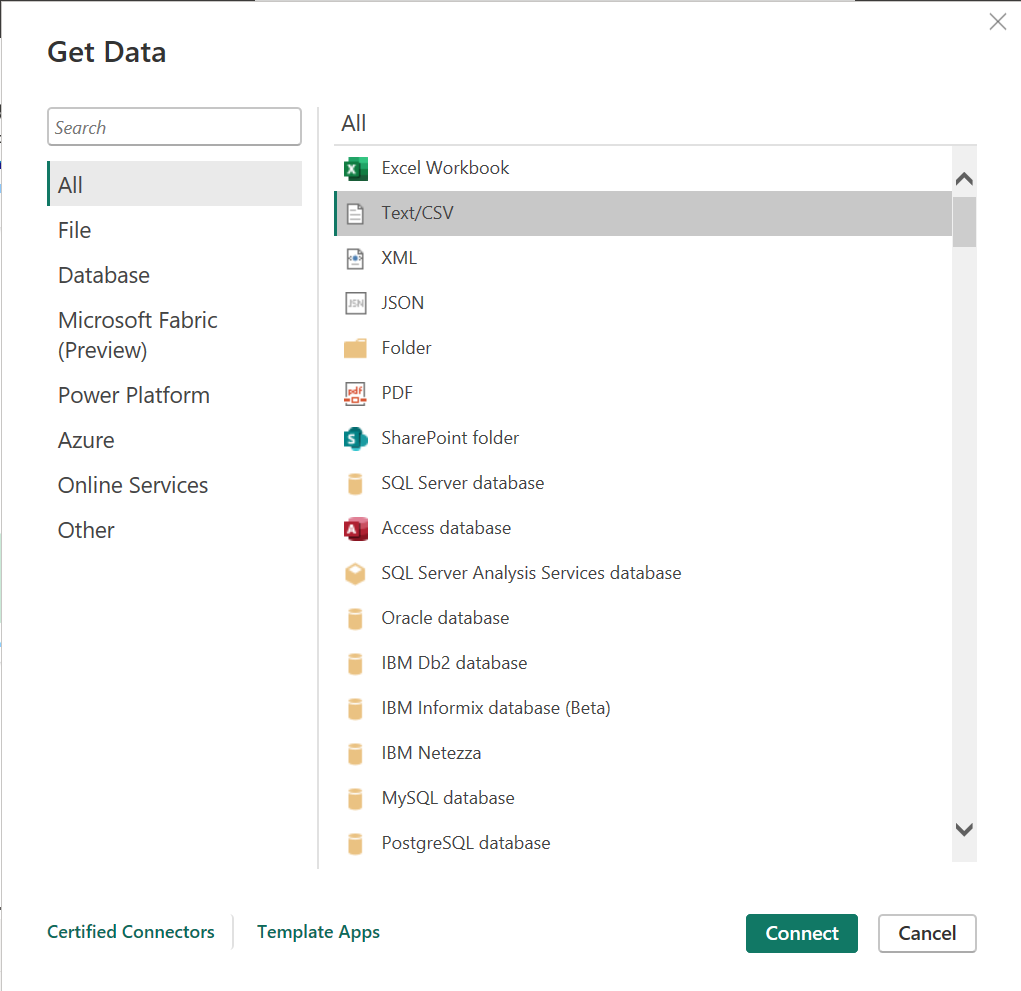 Get Data
Search
All
File
Database
Microsoft Fabric
(Preview)
Power Platform
Azure
Online Services
Other
All
Excel Workbook
Text/CSV
XML
JSN JSON
Folder
pdf PDF
SharePoint folder
SQL Server database
Access database
SQL Server Analysis Services database
Oracle database
IBM Db2 database
IBM Informix database (Beta)
IBM Netezza
MySQL database
PostgreSQL database
Certified Connectors
Template Apps
Connect
Cancel